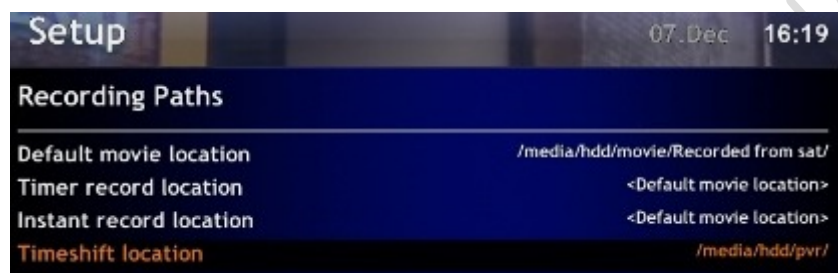 Setup 07.Dec 16:19
Recording Paths
Default movie location /media/hdd/movie/Recorded from sat/
Timer record location <Default movie location>
Instant record location <Default movie location>
Timeshift location /media/hdd/pvr/